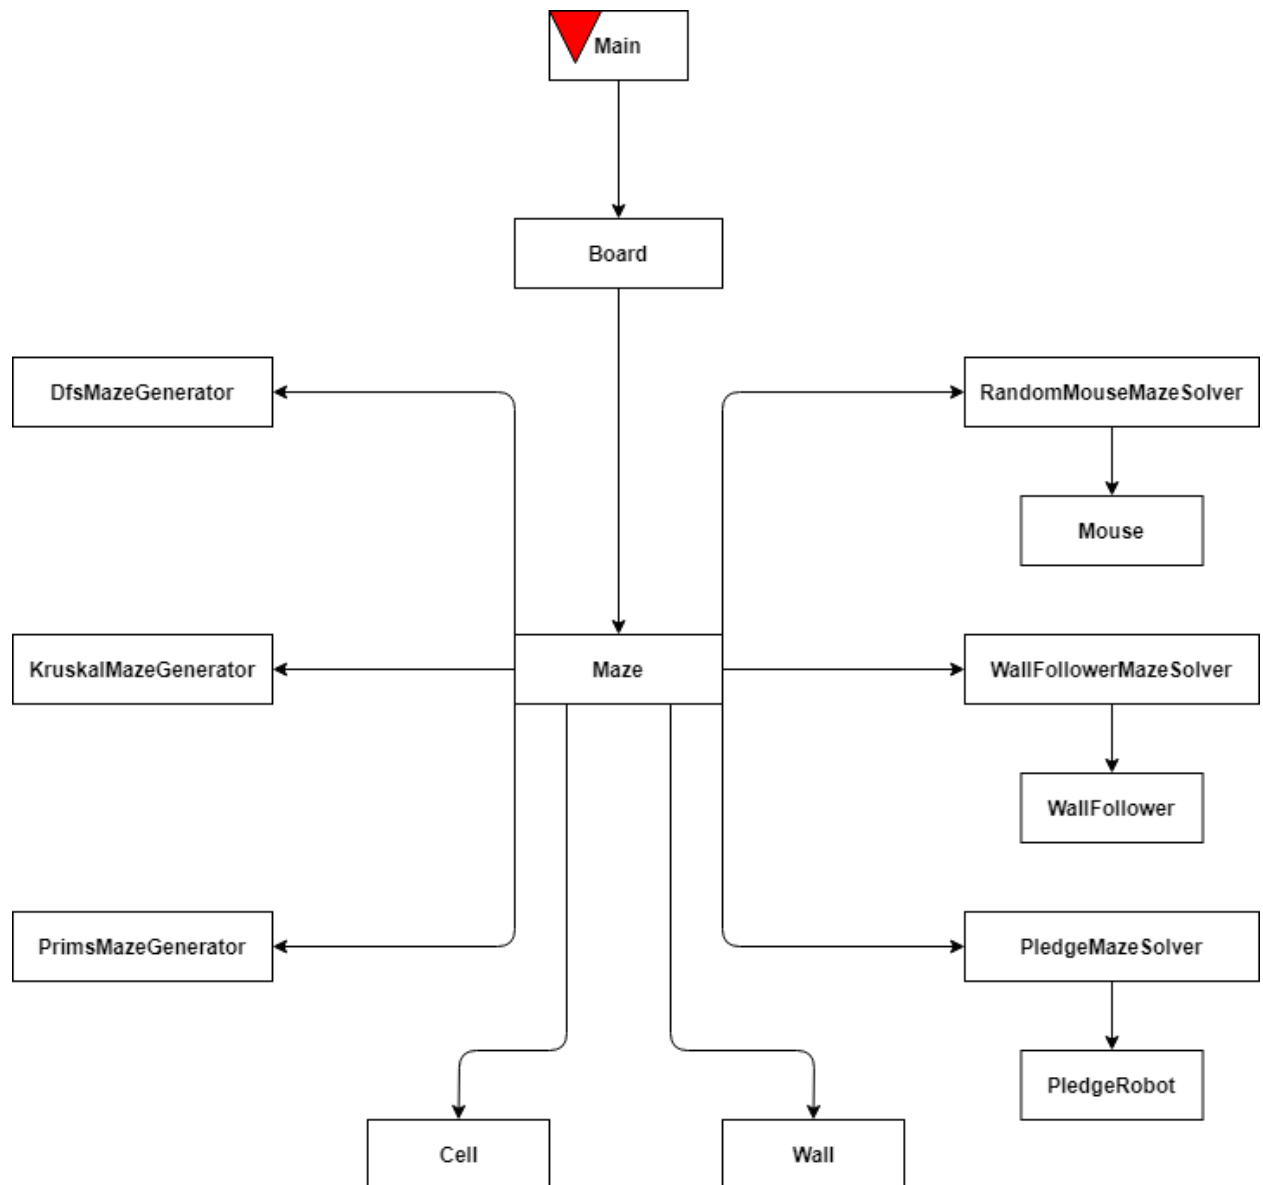 Main
Board
DfsMazeGenerator
RandomMouseMazeSolver
Mouse
KruskalMazeGenerator
Maze
WallFollowerMazeSolver
WallFollower
PrimsMazeGenerator
PledgeMazeSolver
PledgeRobot
Cell
Wall